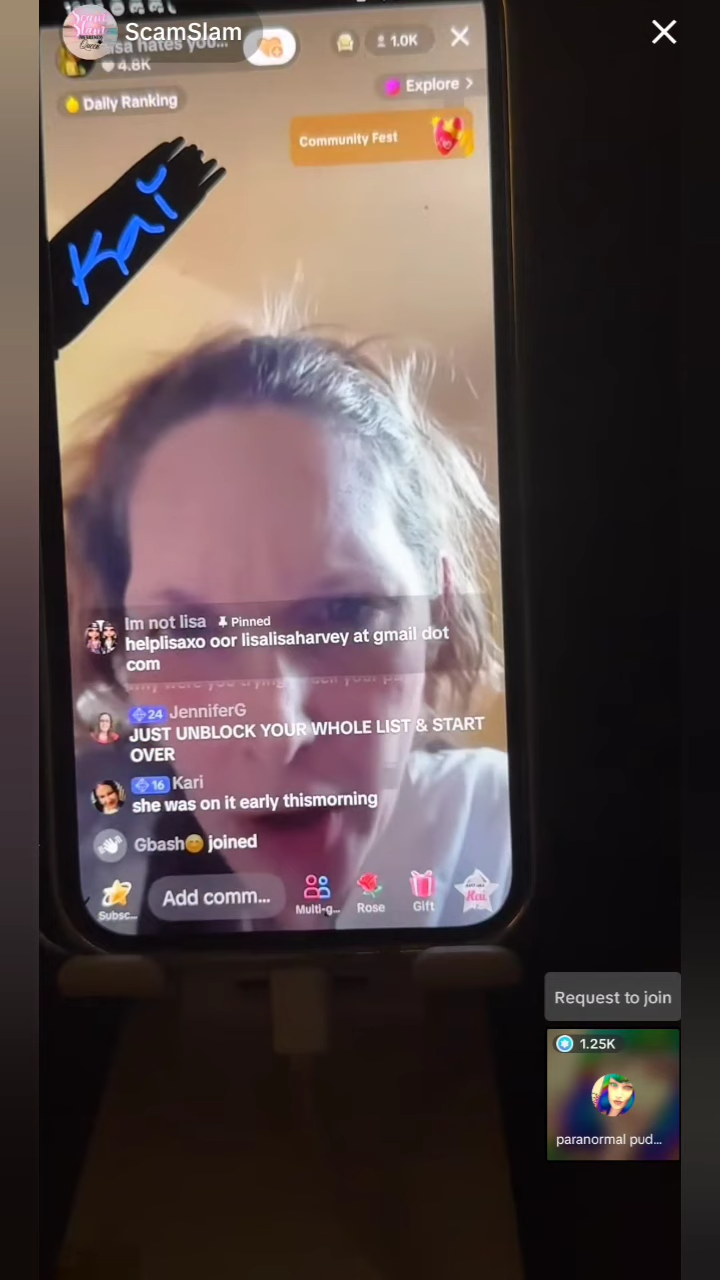 ScamSlam
isa hates you...
4.8K
1.0K
Daily Ranking
Explore >
Community Fest
Kai
Im not lisa Pinned
helplisaxo oor lisalisaharvey at gmail dot
com
24 JenniferG
JUST UNBLOCK YOUR WHOLE LIST & START
OVER
16 Kari
she was on it early thismorning
Gbash😊 joined
Subsc...
Add comm...
Multi-g...
Rose
Gift
Kai
Request to join
1.25K
paranormal pud...